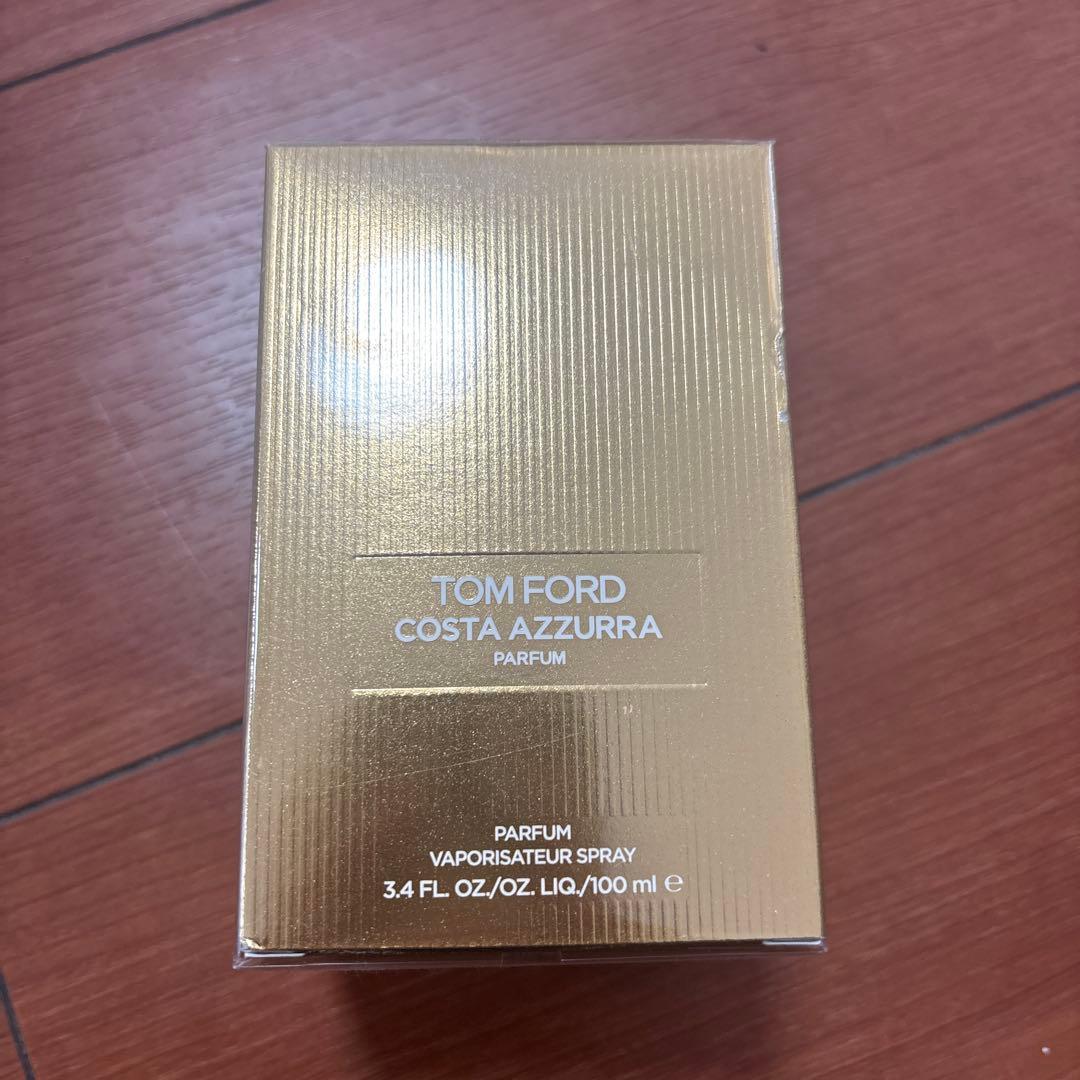 TOM FORD
COSTA AZZURRA
PARFUM
PARFUM
VAPORISATEUR SPRAY
3.4 FL. OZ./OZ. LIQ./100 ml ℮